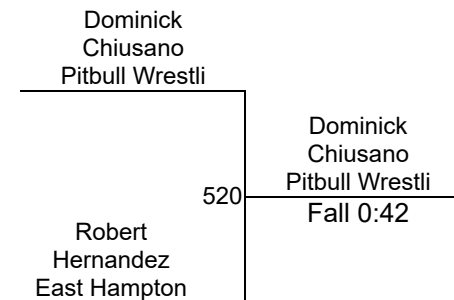 Dominick
Chiusano
Pitbull Wrestli
Dominick
Chiusano
Pitbull Wrestli
520
Fall 0:42
Robert
Hernandez
East Hampton